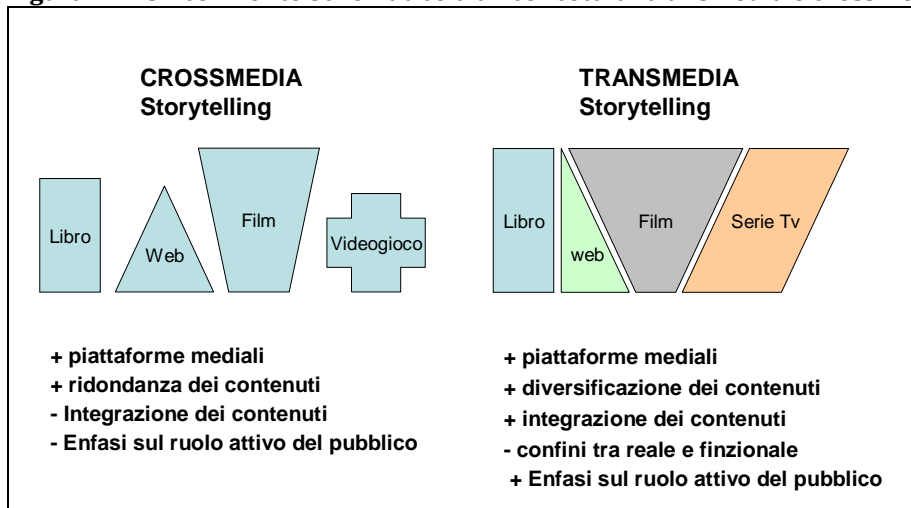 CROSSMEDIA
Storytelling
Libro
Web
Film
Videogioco
+ piattaforme mediali
+ ridondanza dei contenuti
- Integrazione dei contenuti
- Enfasi sul ruolo attivo del pubblico
TRANSMEDIA
Storytelling
Libro
web
Film
Serie Tv
+ piattaforme mediali
+ diversificazione dei contenuti
+ integrazione dei contenuti
- confini tra reale e finzionale
+ Enfasi sul ruolo attivo del pubblico